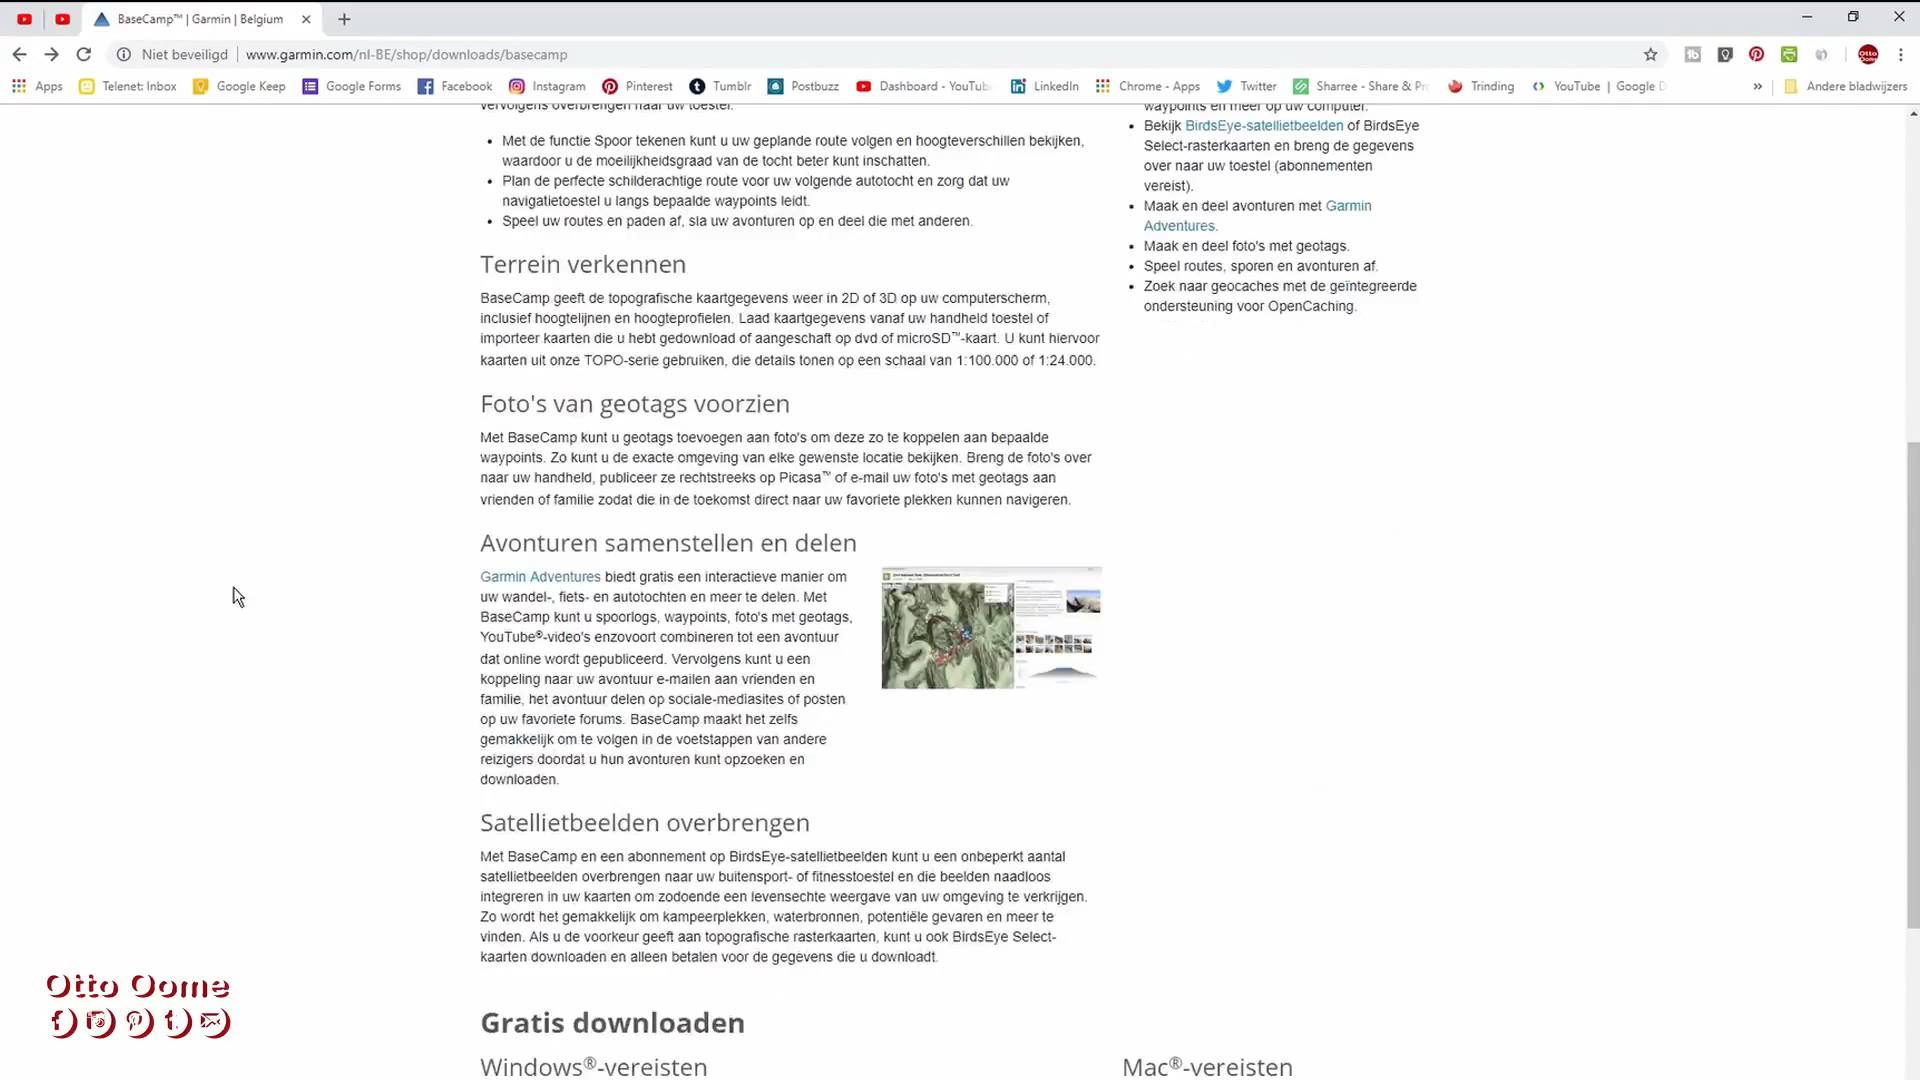 BaseCamp™ | Garmin | Belgium
Niet beveiligd www.garmin.com/nl-BE/shop/downloads/basecamp
Apps Telenet: Inbox Google Keep Google Forms Facebook Instagram Pinterest Tumblr Postbuzz Dashboard - YouTub LinkedIn Chrome - Apps Twitter Sharree - Share & Pr Trinding YouTube | Google D » Andere bladwijzers
vervolgens overbrengen naar uw toestel.
• Met de functie Spoor tekenen kunt u uw geplande route volgen en hoogteverschillen bekijken,
waardoor u de moeilijkheidsgraad van de tocht beter kunt inschatten.
• Plan de perfecte schilderachtige route voor uw volgende autotocht en zorg dat uw
navigatietoestel u langs bepaalde waypoints leidt.
• Speel uw routes en paden af, sla uw avonturen op en deel die met anderen.
Terrein verkennen
BaseCamp geeft de topografische kaartgegevens weer in 2D of 3D op uw computerscherm,
inclusief hoogtelijnen en hoogteprofielen. Laad kaartgegevens vanaf uw handheld toestel of
importeer kaarten die u hebt gedownload of aangeschaft op dvd of microSD™-kaart. U kunt hiervoor
kaarten uit onze TOPO-serie gebruiken, die details tonen op een schaal van 1:100.000 of 1:24.000.
Foto's van geotags voorzien
Met BaseCamp kunt u geotags toevoegen aan foto's om deze zo te koppelen aan bepaalde
waypoints. Zo kunt u de exacte omgeving van elke gewenste locatie bekijken. Breng de foto's over
naar uw handheld, publiceer ze rechtstreeks op Picasa™ of e-mail uw foto's met geotags aan
vrienden of familie zodat die in de toekomst direct naar uw favoriete plekken kunnen navigeren.
Avonturen samenstellen en delen
Garmin Adventures biedt gratis een interactieve manier om
uw wandel-, fiets- en autotochten en meer te delen. Met
BaseCamp kunt u spoorlogs, waypoints, foto's met geotags,
YouTube®-video's enzovoort combineren tot een avontuur
dat online wordt gepubliceerd. Vervolgens kunt u een
koppeling naar uw avontuur e-mailen aan vrienden en
familie, het avontuur delen op sociale-mediasites of posten
op uw favoriete forums. BaseCamp maakt het zelfs
gemakkelijk om te volgen in de voetstappen van andere
reizigers doordat u hun avonturen kunt opzoeken en
downloaden.
Satellietbeelden overbrengen
Met BaseCamp en een abonnement op BirdsEye-satellietbeelden kunt u een onbeperkt aantal
satellietbeelden overbrengen naar uw buitensport- of fitnesstoestel en die beelden naadloos
integreren in uw kaarten om zodoende een levensechte weergave van uw omgeving te verkrijgen.
Zo wordt het gemakkelijk om kampeerplekken, waterbronnen, potentiële gevaren en meer te
vinden. Als u de voorkeur geeft aan topografische rasterkaarten, kunt u ook BirdsEye Select-
kaarten downloaden en alleen betalen voor de gegevens die u downloadt.
Gratis downloaden
Windows®-vereisten
Mac®-vereisten
waypoints en meer op uw computer.
• Bekijk BirdsEye-satellietbeelden of BirdsEye
Select-rasterkaarten en breng de gegevens
over naar uw toestel (abonnementen
vereist).
• Maak en deel avonturen met Garmin
Adventures.
• Maak en deel foto's met geotags.
• Speel routes, sporen en avonturen af.
• Zoek naar geocaches met de geïntegreerde
ondersteuning voor OpenCaching.
Otto Oome